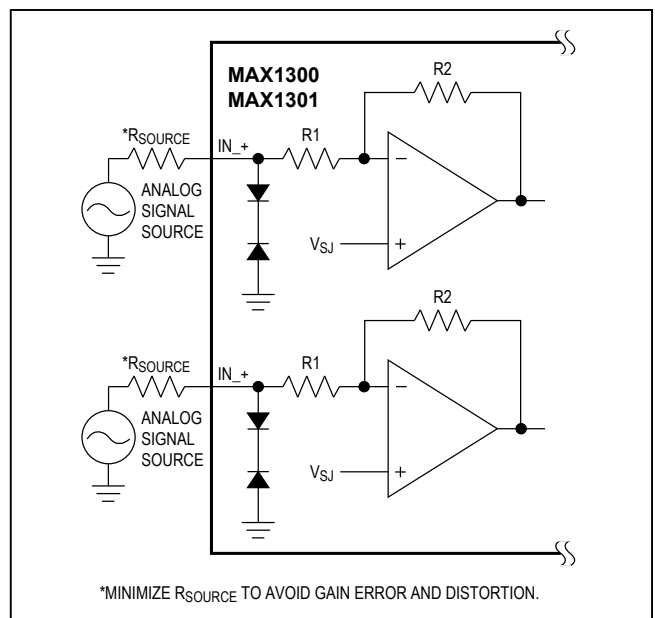 MAX1300
MAX1301
R2
*RSOURCE
IN_+
R1
ANALOG
SIGNAL
SOURCE
−
VSJ
+
R2
*RSOURCE
IN_+
R1
ANALOG
SIGNAL
SOURCE
−
VSJ
+
*MINIMIZE RSOURCE TO AVOID GAIN ERROR AND DISTORTION.